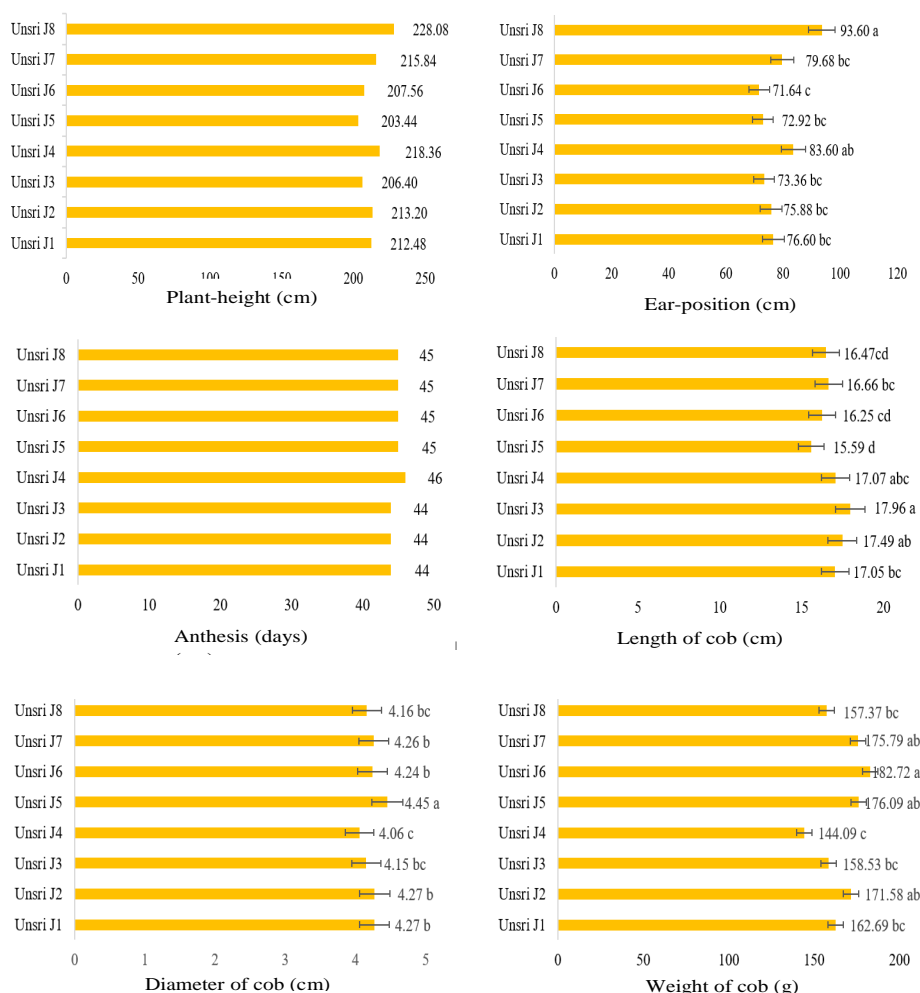 Unsri J8 228.08
Unsri J7 215.84
Unsri J6 207.56
Unsri J5 203.44
Unsri J4 218.36
Unsri J3 206.40
Unsri J2 213.20
Unsri J1 212.48
0 50 100 150 200 250
Plant-height (cm)
Unsri J8 93.60 a
Unsri J7 79.68 bc
Unsri J6 71.64 c
Unsri J5 72.92 bc
Unsri J4 83.60 ab
Unsri J3 73.36 bc
Unsri J2 75.88 bc
Unsri J1 76.60 bc
0 20 40 60 80 100 120
Ear-position (cm)
Unsri J8 45
Unsri J7 45
Unsri J6 45
Unsri J5 45
Unsri J4 46
Unsri J3 44
Unsri J2 44
Unsri J1 44
0 10 20 30 40 50
Anthesis (days)
Unsri J8 16.47cd
Unsri J7 16.66 bc
Unsri J6 16.25 cd
Unsri J5 15.59 d
Unsri J4 17.07 abc
Unsri J3 17.96 a
Unsri J2 17.49 ab
Unsri J1 17.05 bc
0 5 10 15 20
Length of cob (cm)
Unsri J8 4.16 bc
Unsri J7 4.26 b
Unsri J6 4.24 b
Unsri J5 4.45 a
Unsri J4 4.06 c
Unsri J3 4.15 bc
Unsri J2 4.27 b
Unsri J1 4.27 b
0 1 2 3 4 5
Diameter of cob (cm)
Unsri J8 157.37 bc
Unsri J7 175.79 ab
Unsri J6 182.72 a
Unsri J5 176.09 ab
Unsri J4 144.09 c
Unsri J3 158.53 bc
Unsri J2 171.58 ab
Unsri J1 162.69 bc
0 50 100 150 200
Weight of cob (g)